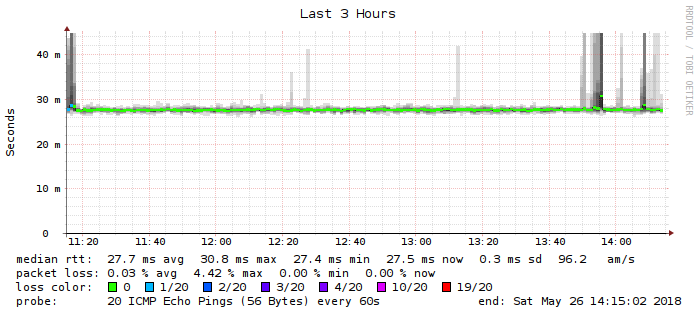 Last 3 Hours
RRDTOOL / TOBI OETIKER
Seconds
40 m
30 m
20 m
10 m
0
11:20 11:40 12:00 12:20 12:40 13:00 13:20 13:40 14:00
median rtt: 27.7 ms avg 30.8 ms max 27.4 ms min 27.5 ms now 0.3 ms sd 96.2 am/s
packet loss: 0.03 % avg 4.42 % max 0.00 % min 0.00 % now
loss color: 0 1/20 2/20 3/20 4/20 10/20 19/20
probe: 20 ICMP Echo Pings (56 Bytes) every 60s end: Sat May 26 14:15:02 2018